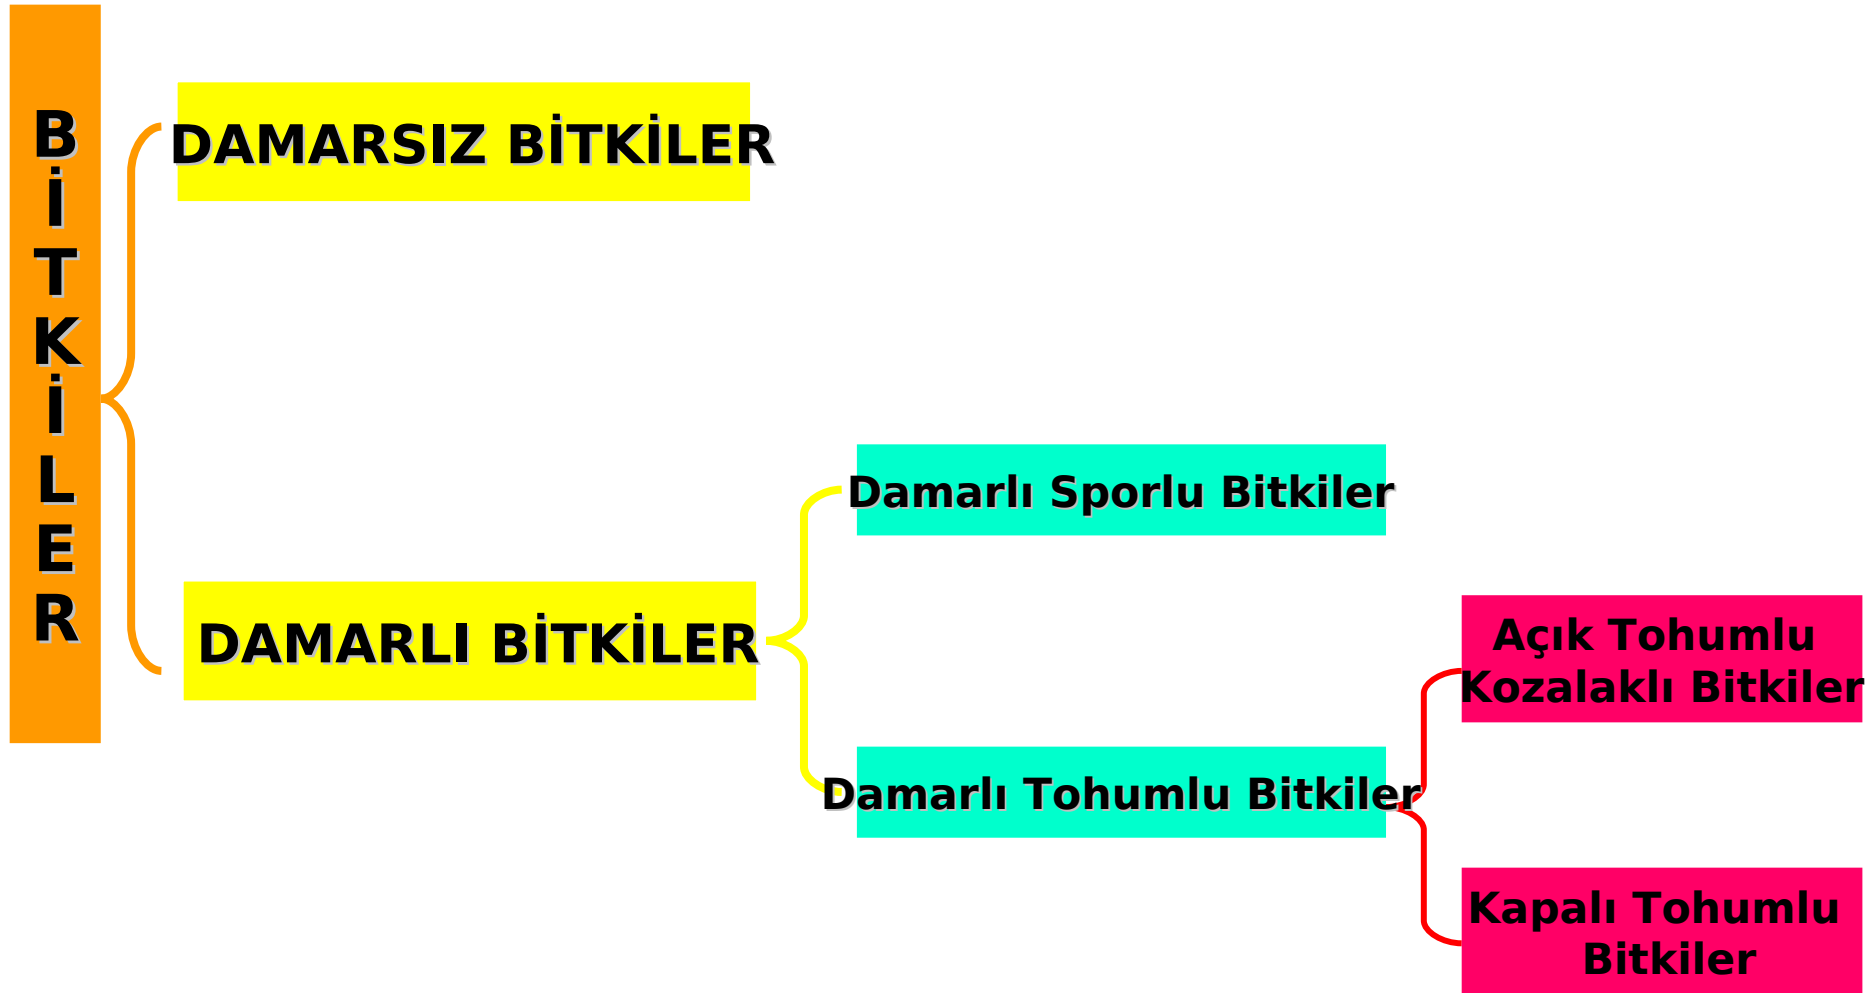 BİTKİLER
DAMARSIZ BİTKİLER
DAMARLI BİTKİLER
Damarlı Sporlu Bitkiler
Damarlı Tohumlu Bitkiler
Açık Tohumlu
Kozalaklı Bitkiler
Kapalı Tohumlu
Bitkiler